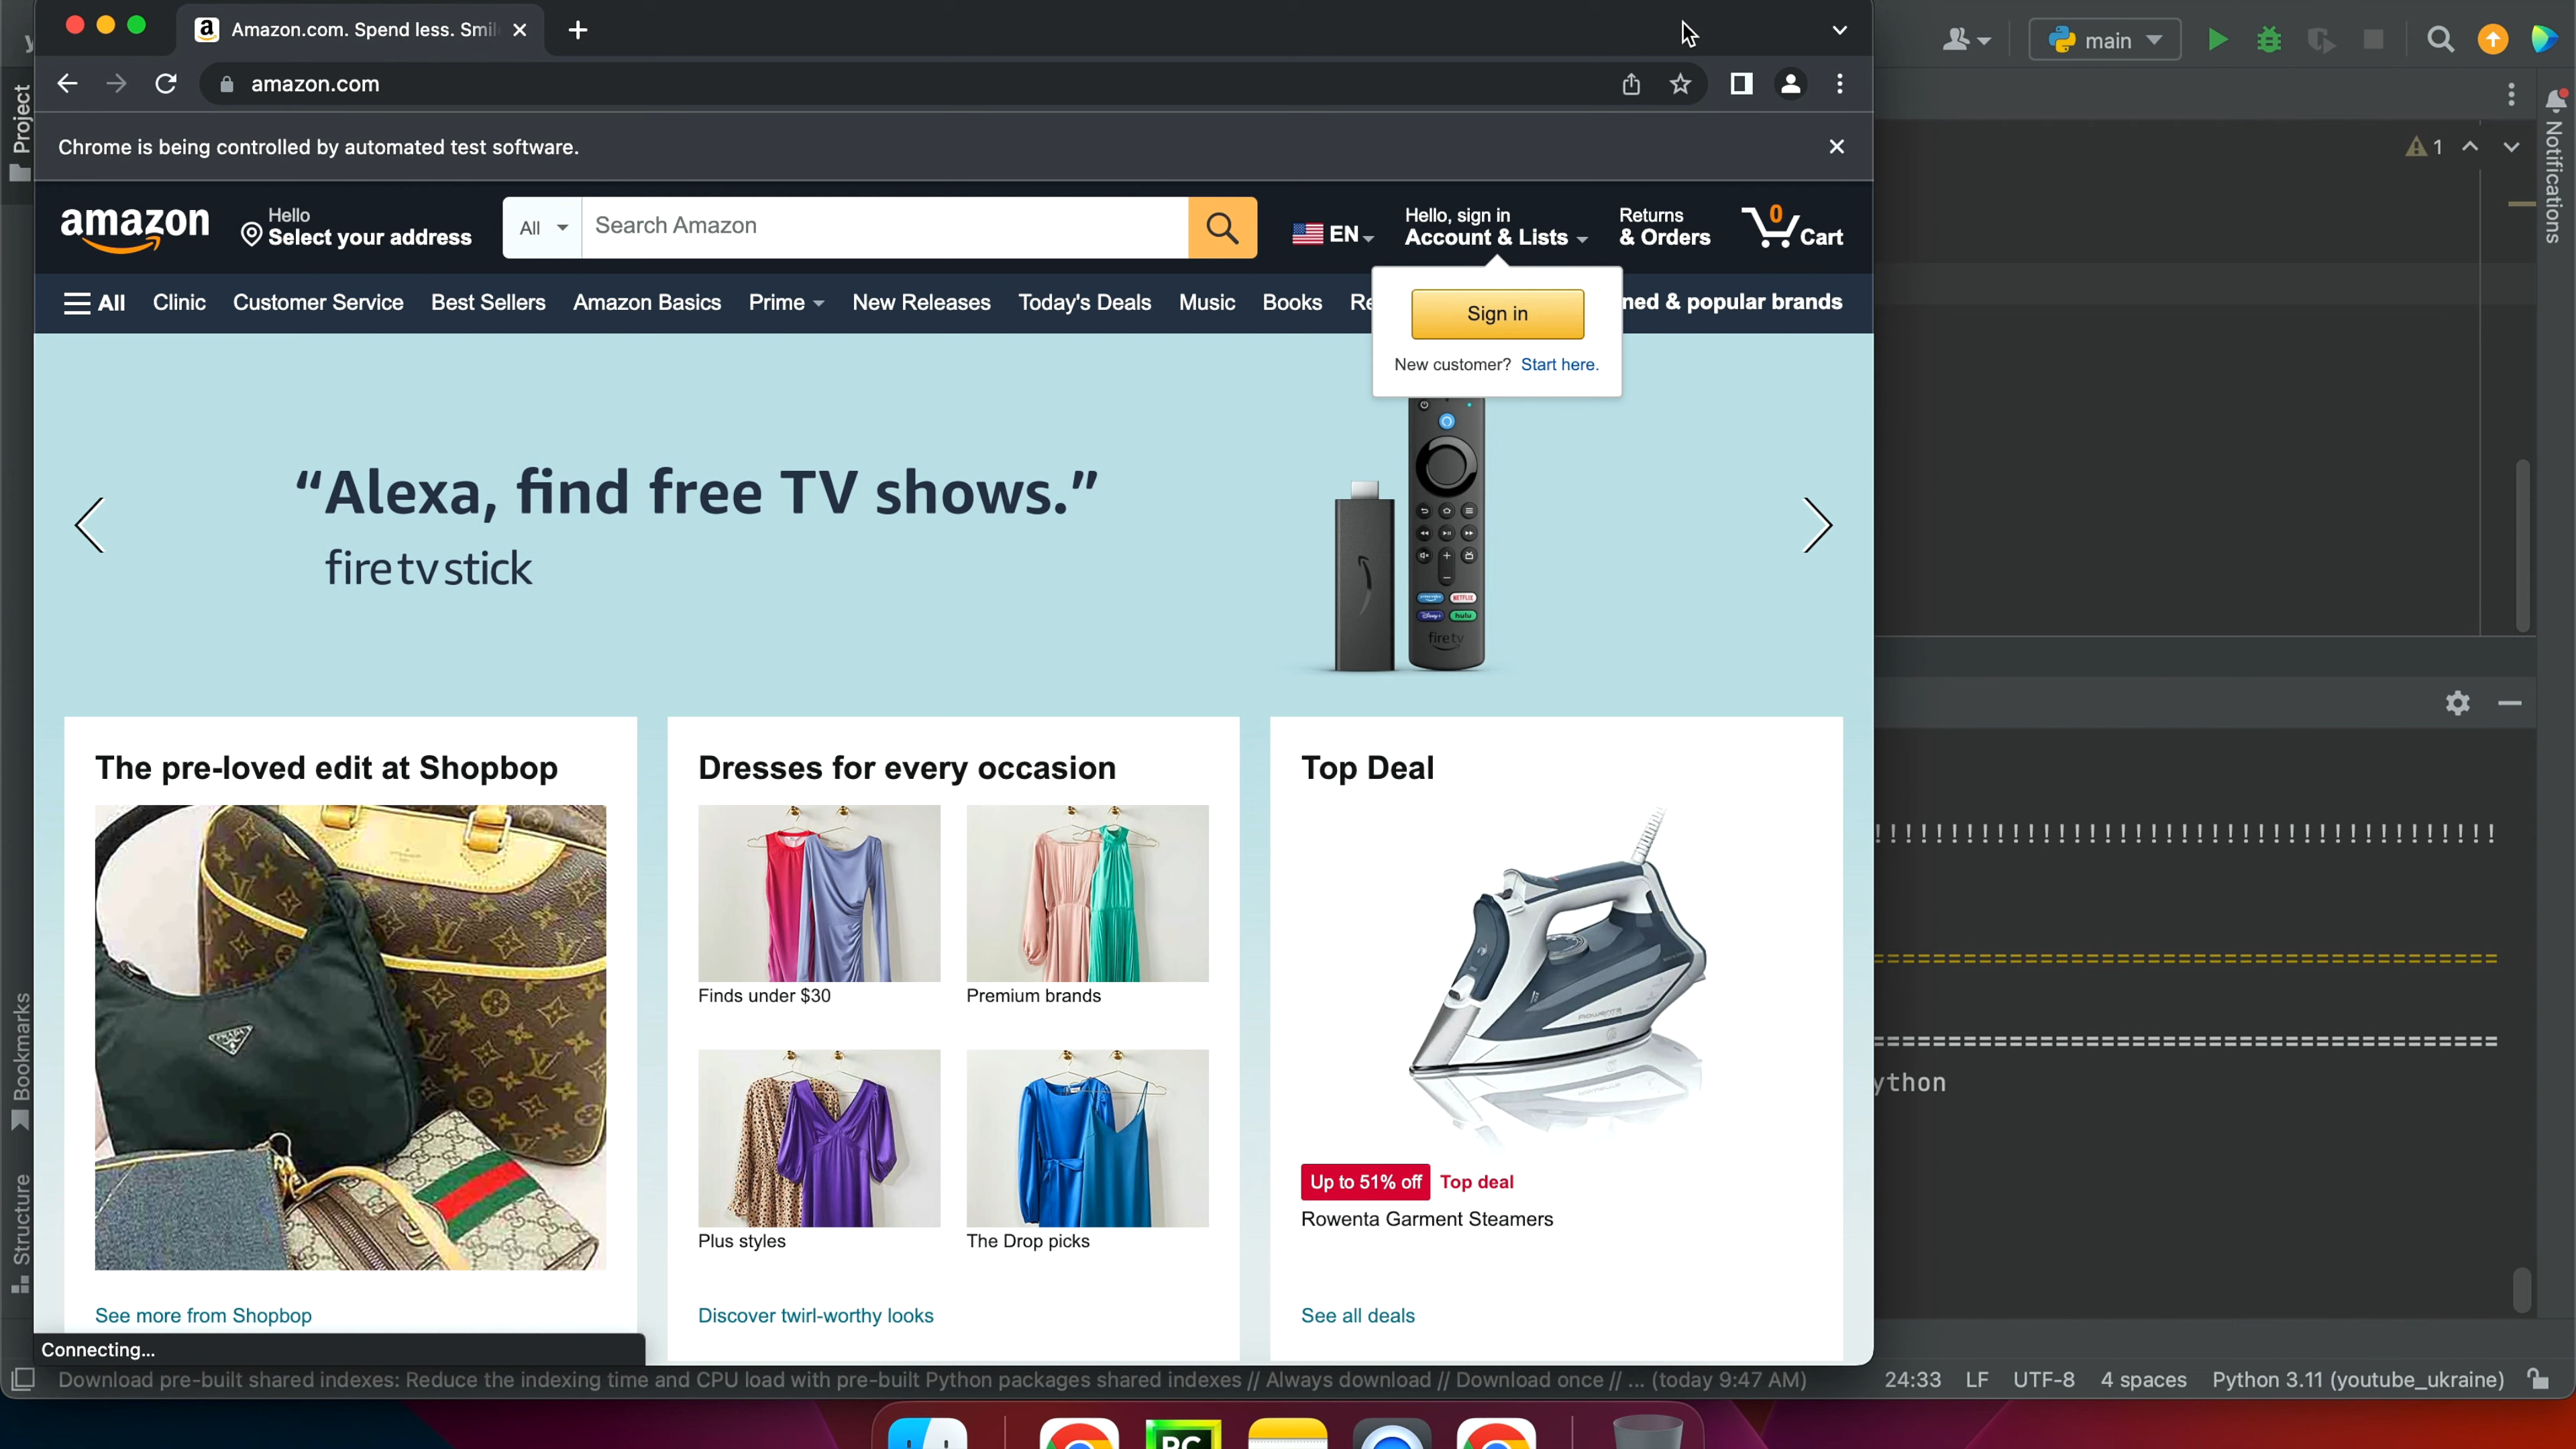 Amazon.com. Spend less. Smil
amazon.com
main
Chrome is being controlled by automated test software.
1
Project
Notifications
amazon
Hello
Select your address
All
Search Amazon
EN
Hello, sign in
Account & Lists
Returns
& Orders
0
Cart
All
Clinic
Customer Service
Best Sellers
Amazon Basics
Prime
New Releases
Today's Deals
Music
Books
Re
ned & popular brands
Sign in
New customer? Start here.
“Alexa, find free TV shows.”
firetvstick
NETFLIX
hulu
firetv
The pre-loved edit at Shopbop
Dresses for every occasion
Top Deal
Finds under $30
Premium brands
Plus styles
The Drop picks
Up to 51% off
Top deal
Rowenta Garment Steamers
See more from Shopbop
Discover twirl-worthy looks
See all deals
ython
Bookmarks
Structure
Connecting...
Download pre-built shared indexes: Reduce the indexing time and CPU load with pre-built Python packages shared indexes // Always download // Download once // ... (today 9:47 AM)
24:33
LF
UTF-8
4 spaces
Python 3.11 (youtube_ukraine)
PC